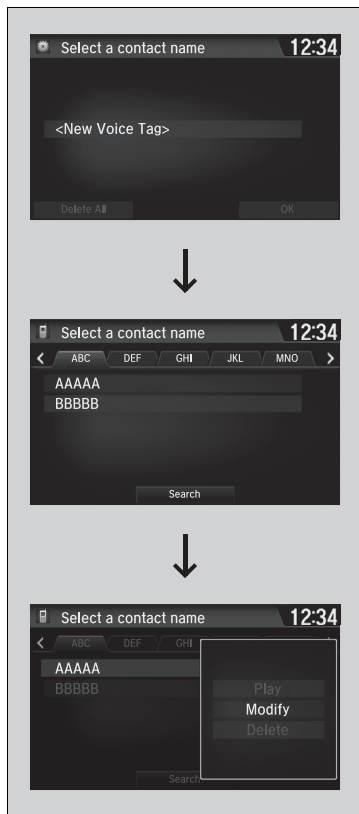 Select a contact name 12:34
<New Voice Tag>
Delete All OK
Select a contact name 12:34
ABC DEF GHI JKL MNO
AAAAA
BBBBB
Search
Select a contact name 12:34
ABC DEF GHI
AAAAA
BBBBB
Play
Modify
Delete
Search